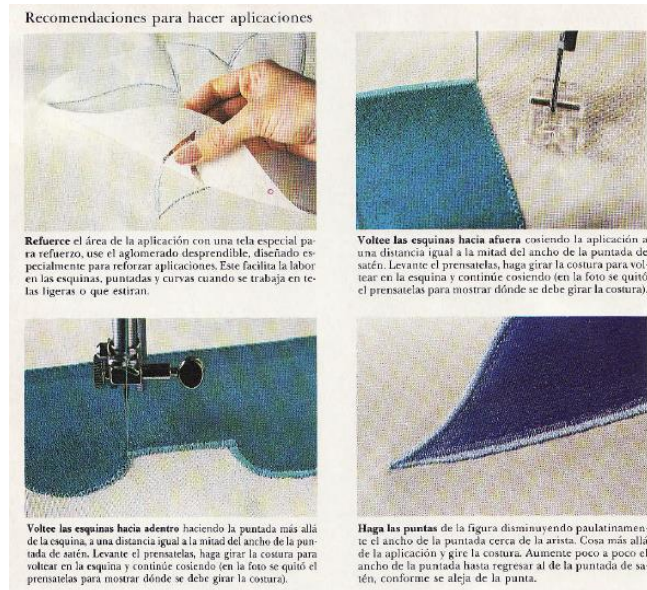 Recomendaciones para hacer aplicaciones
Refuerce el área de la aplicación con una tela especial pa-
ra refuerzo, use el aglomerado desprendible, diseñado es-
pecialmente para reforzar aplicaciones. Este facilita la labor
en las esquinas, puntadas y curvas cuando se trabaja en te-
las ligeras o que estiran.
Voltee las esquinas hacia afuera cosiendo la aplicación a
una distancia igual a la mitad del ancho de la puntada de
satén. Levante el prensatelas, haga girar la costura para vol-
tear en la esquina y continúe cosiendo (en la foto se quitó
el prensatelas para mostrar dónde se debe girar la costura).
Voltee las esquinas hacia adentro haciendo la puntada más allá
de la esquina, a una distancia igual a la mitad del ancho de la pun-
tada de satén. Levante el prensatelas, haga girar la costura para
voltear en la esquina y continúe cosiendo (en la foto se quitó el
prensatelas para mostrar dónde se debe girar la costura).
Haga las puntas de la figura disminuyendo paulatinamen-
te el ancho de la puntada cerca de la arista. Cosa más allá
de la aplicación y gire la costura. Aumente poco a poco el
ancho de la puntada hasta regresar al de la puntada de sa-
tén, conforme se aleja de la punta.